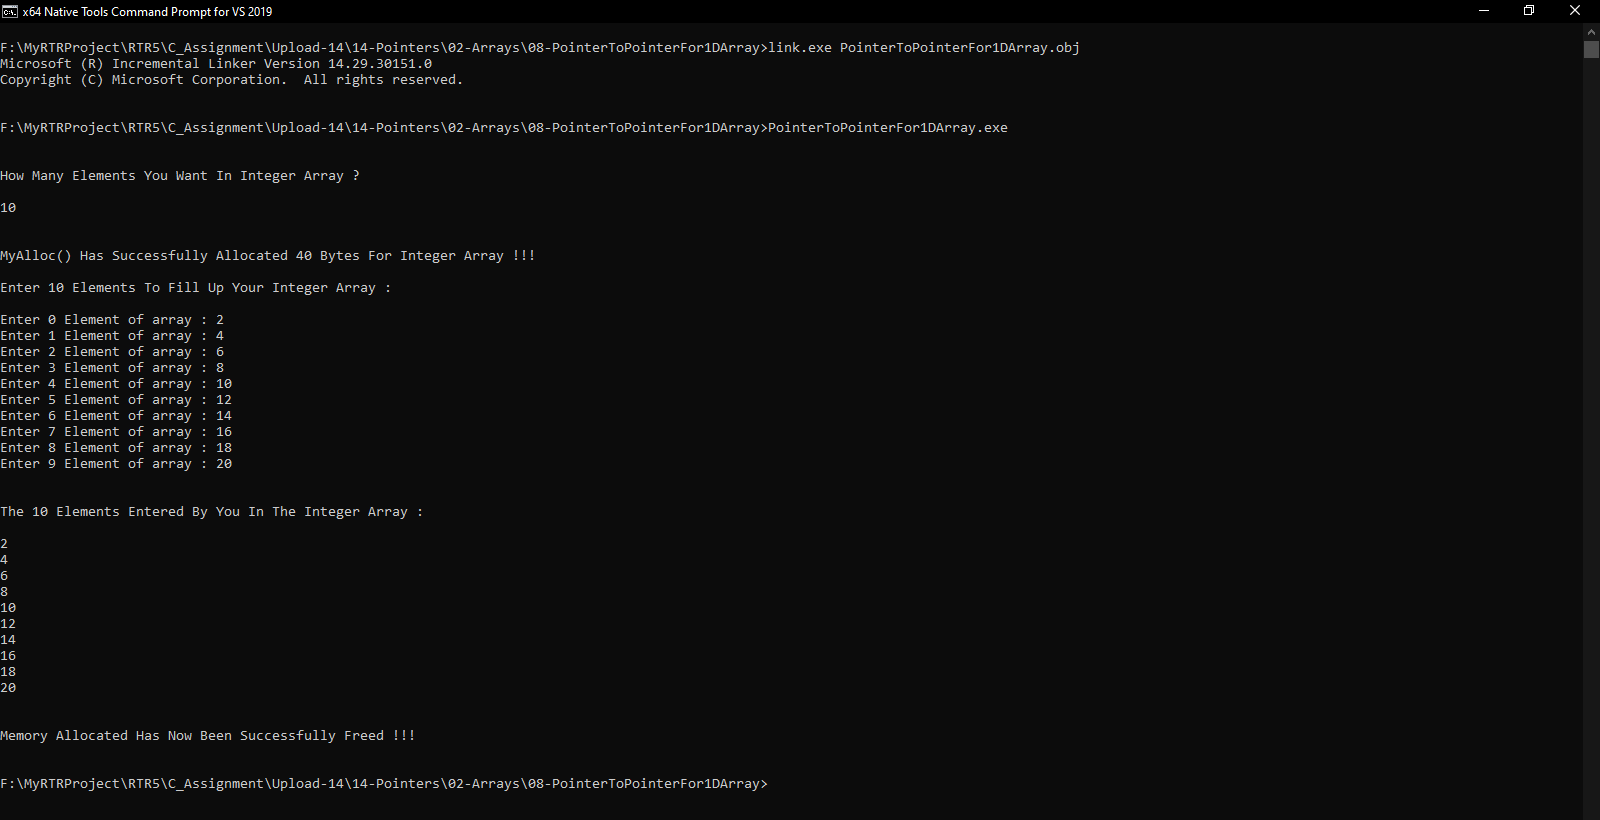 x64 Native Tools Command Prompt for VS 2019
F:\MyRTRProject\RTR5\C_Assignment\Upload-14\14-Pointers\02-Arrays\08-PointerToPointerFor1DArray>link.exe PointerToPointerFor1DArray.obj
Microsoft (R) Incremental Linker Version 14.29.30151.0
Copyright (C) Microsoft Corporation.  All rights reserved.
F:\MyRTRProject\RTR5\C_Assignment\Upload-14\14-Pointers\02-Arrays\08-PointerToPointerFor1DArray>PointerToPointerFor1DArray.exe
How Many Elements You Want In Integer Array ?
10
MyAlloc() Has Successfully Allocated 40 Bytes For Integer Array !!!
Enter 10 Elements To Fill Up Your Integer Array :
Enter 0 Element of array : 2
Enter 1 Element of array : 4
Enter 2 Element of array : 6
Enter 3 Element of array : 8
Enter 4 Element of array : 10
Enter 5 Element of array : 12
Enter 6 Element of array : 14
Enter 7 Element of array : 16
Enter 8 Element of array : 18
Enter 9 Element of array : 20
The 10 Elements Entered By You In The Integer Array :
2
4
6
8
10
12
14
16
18
20
Memory Allocated Has Now Been Successfully Freed !!!
F:\MyRTRProject\RTR5\C_Assignment\Upload-14\14-Pointers\02-Arrays\08-PointerToPointerFor1DArray>